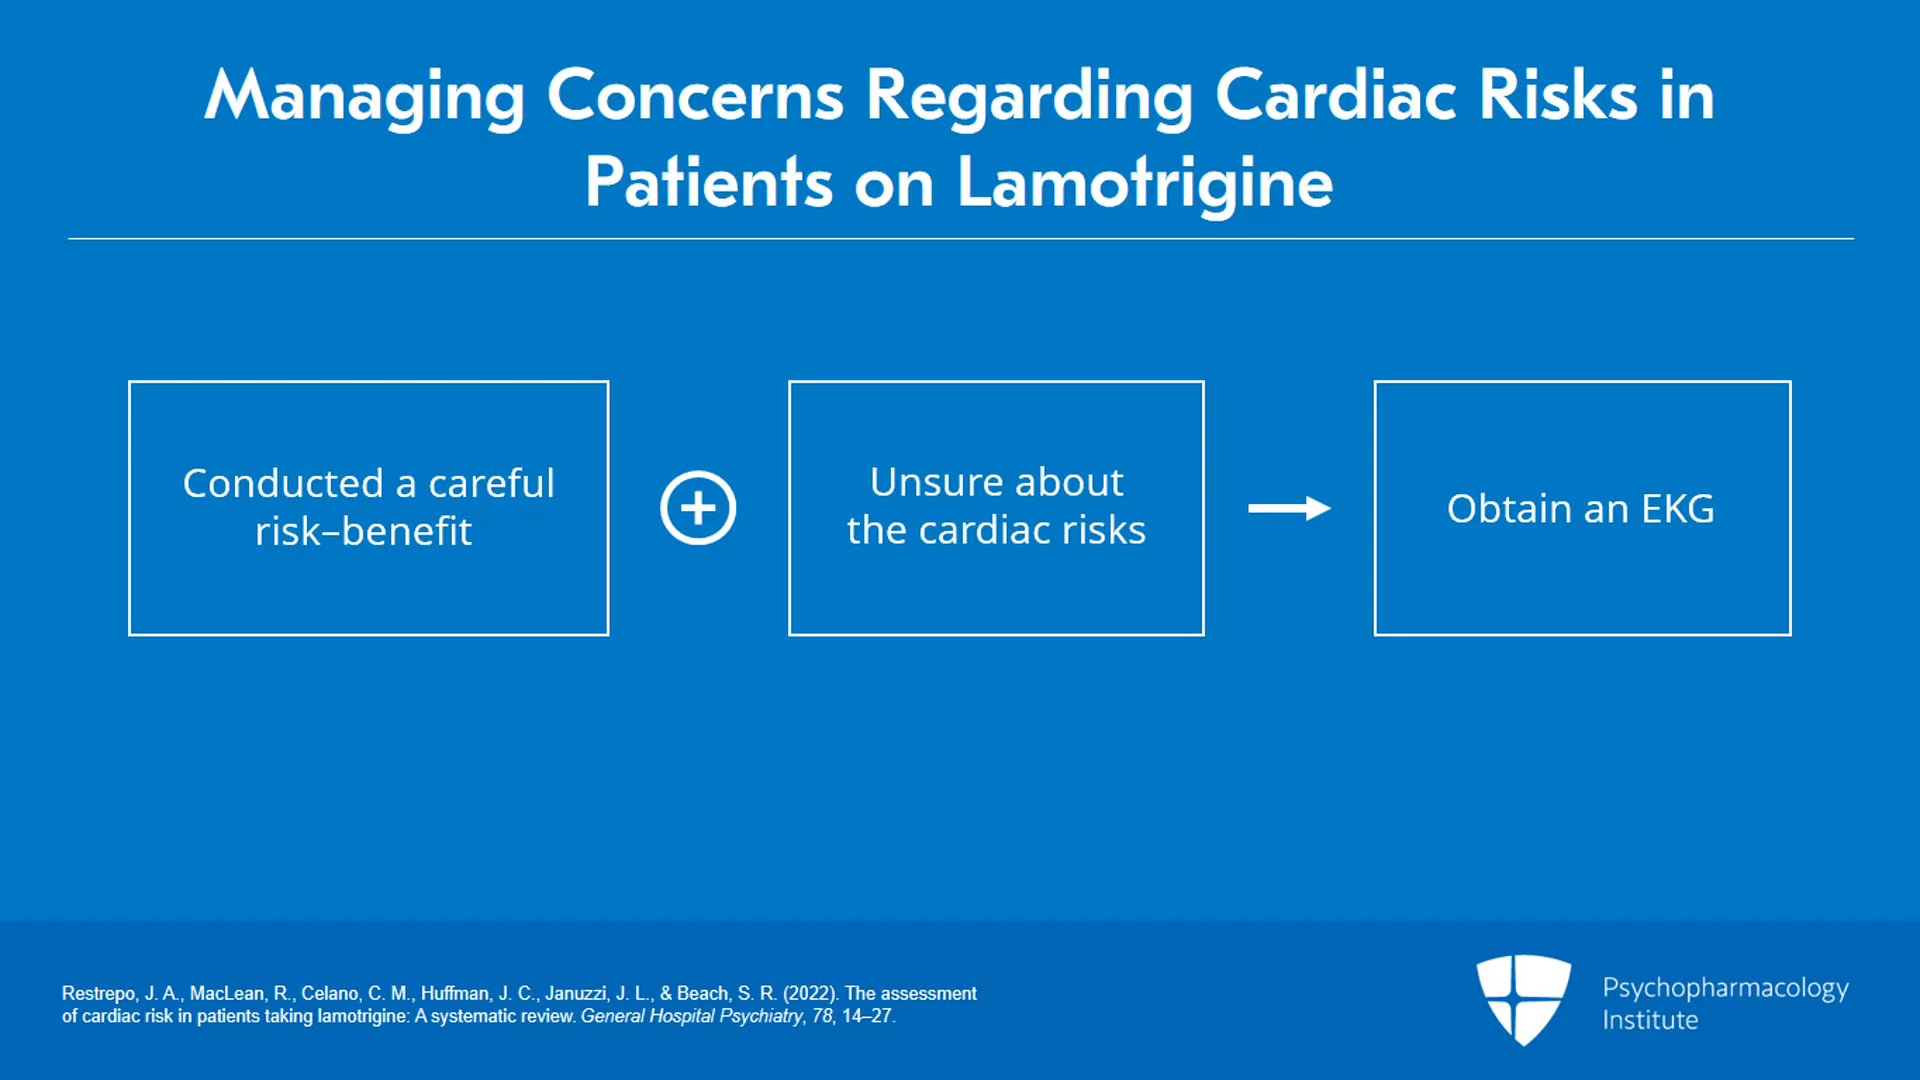 Managing Concerns Regarding Cardiac Risks in
Patients on Lamotrigine
Conducted a careful
risk–benefit
Unsure about
the cardiac risks
Obtain an EKG
Restrepo, J. A., MacLean, R., Celano, C. M., Huffman, J. C., Januzzi, J. L., & Beach, S. R. (2022). The assessment
of cardiac risk in patients taking lamotrigine: A systematic review. General Hospital Psychiatry, 78, 14–27.
Psychopharmacology
Institute